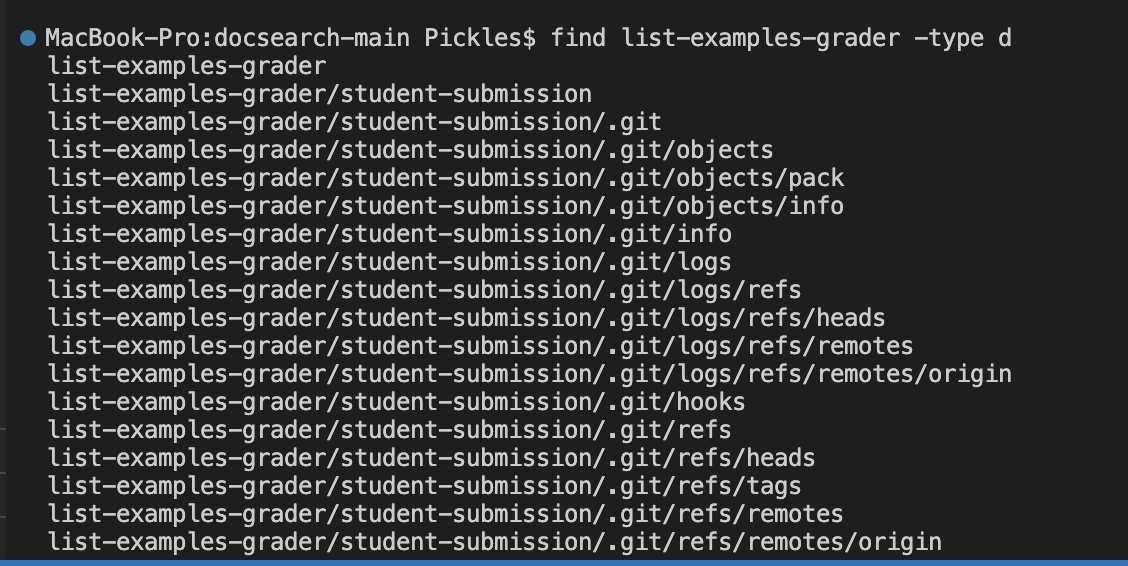 MacBook-Pro:docsearch-main Pickles$ find list-examples-grader -type d
list-examples-grader
list-examples-grader/student-submission
list-examples-grader/student-submission/.git
list-examples-grader/student-submission/.git/objects
list-examples-grader/student-submission/.git/objects/pack
list-examples-grader/student-submission/.git/objects/info
list-examples-grader/student-submission/.git/info
list-examples-grader/student-submission/.git/logs
list-examples-grader/student-submission/.git/logs/refs
list-examples-grader/student-submission/.git/logs/refs/heads
list-examples-grader/student-submission/.git/logs/refs/remotes
list-examples-grader/student-submission/.git/logs/refs/remotes/origin
list-examples-grader/student-submission/.git/hooks
list-examples-grader/student-submission/.git/refs
list-examples-grader/student-submission/.git/refs/heads
list-examples-grader/student-submission/.git/refs/tags
list-examples-grader/student-submission/.git/refs/remotes
list-examples-grader/student-submission/.git/refs/remotes/origin